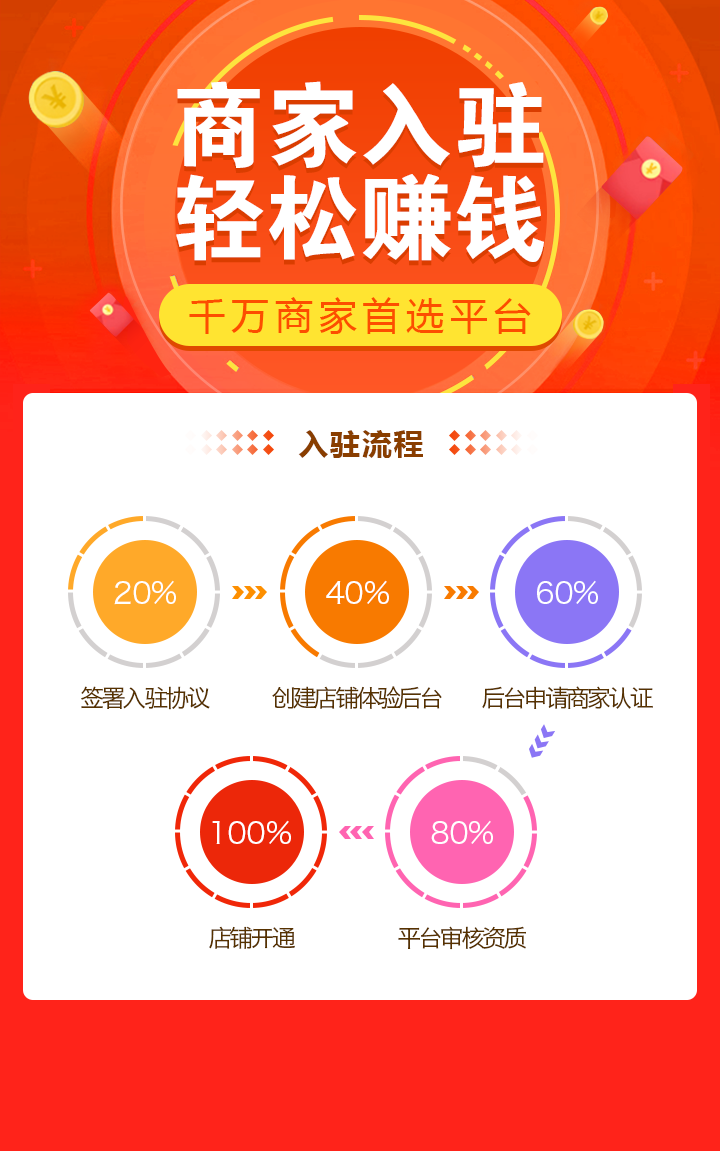 商家入驻
轻松赚钱
千万商家首选平台
入驻流程
20%
40%
60%
签署入驻协议
创建店铺体验后台
后台申请商家认证
100%
80%
店铺开通
平台审核资质